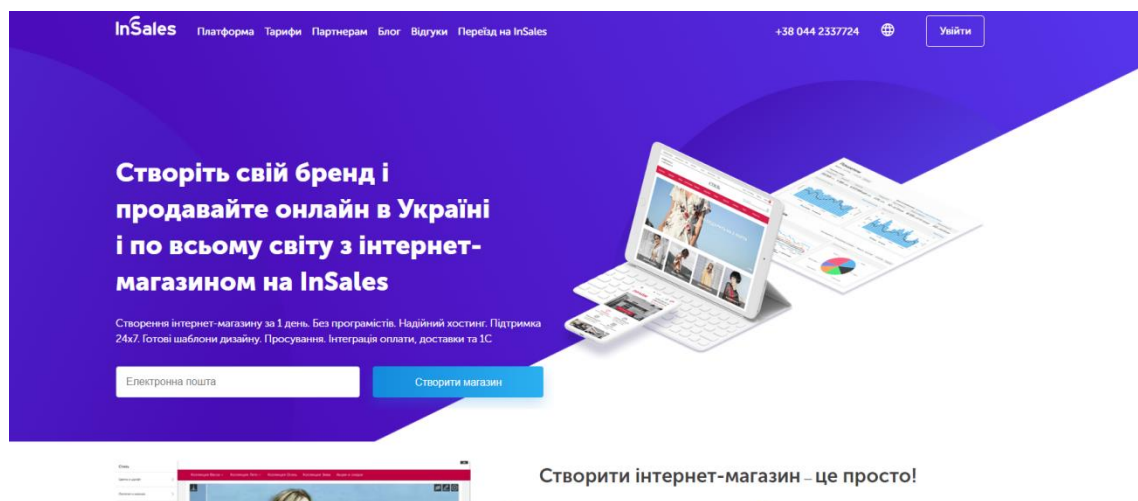 InSales Платформа Тарифи Партнерам Блог Відгуки Переїзд на InSales +38 044 2337724 Увійти
Створіть свій бренд і
продавайте онлайн в Україні
і по всьому світу з інтернет-
магазином на InSales
Створення інтернет-магазину за 1 день. Без програмістів. Надійний хостинг. Підтримка
24x7. Готові шаблони дизайну. Просування. Інтеграція оплати, доставки та 1С
Електронна пошта Створити магазин
Створити інтернет-магазин – це просто!